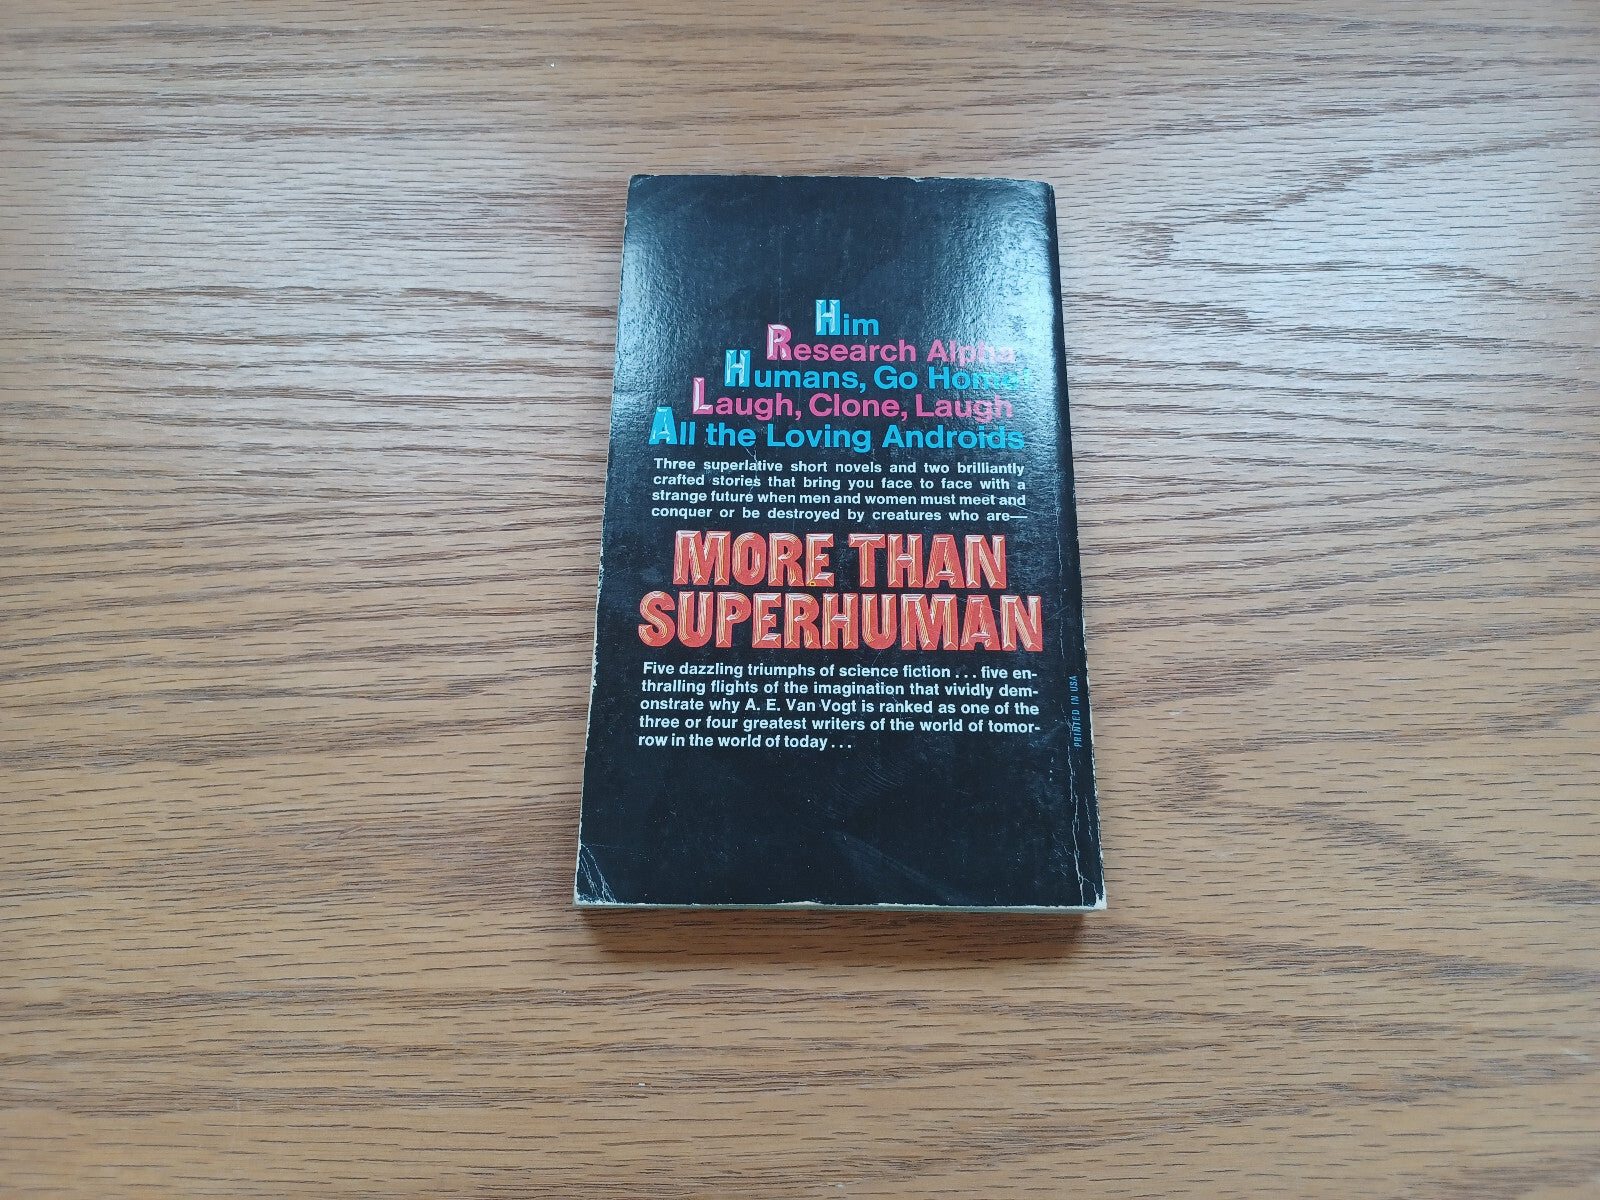 Him
Research Alpha
Humans, Go Home!
Laugh, Clone, Laugh
All the Loving Androids
Three superlative short novels and two brilliantly
crafted stories that bring you face to face with a
strange future when men and women must meet and
conquer or be destroyed by creatures who are—
MORE THAN
SUPERHUMAN
Five dazzling triumphs of science fiction . . . five en-
thralling flights of the imagination that vividly dem-
onstrate why A. E. Van Vogt is ranked as one of the
three or four greatest writers of the world of tomor-
row in the world of today . . .
PRINTED IN USA